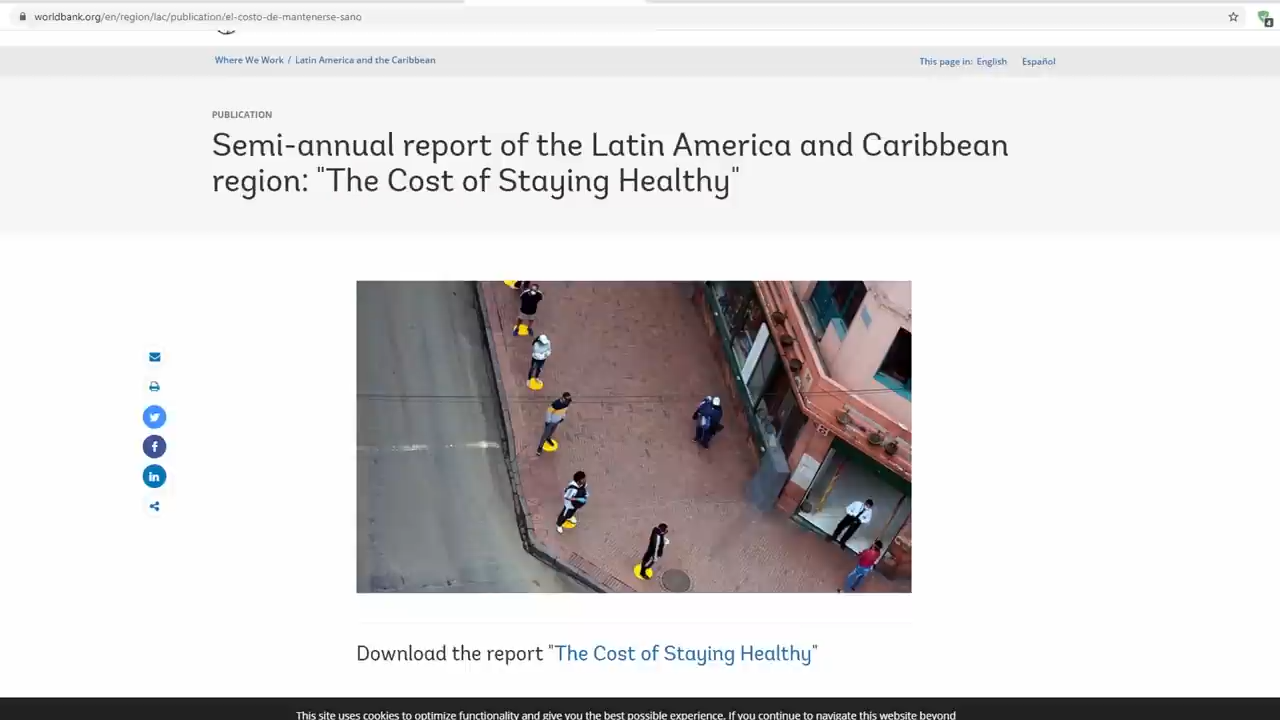 worldbank.org/en/region/lac/publication/el-costo-de-mantenerse-sano
4
Where We Work / Latin America and the Caribbean
This page in: English Español
PUBLICATION
Semi-annual report of the Latin America and Caribbean
region: "The Cost of Staying Healthy"
Download the report "The Cost of Staying Healthy"
This site uses cookies to optimize functionality and give you the best possible experience. If you continue to navigate this website beyond